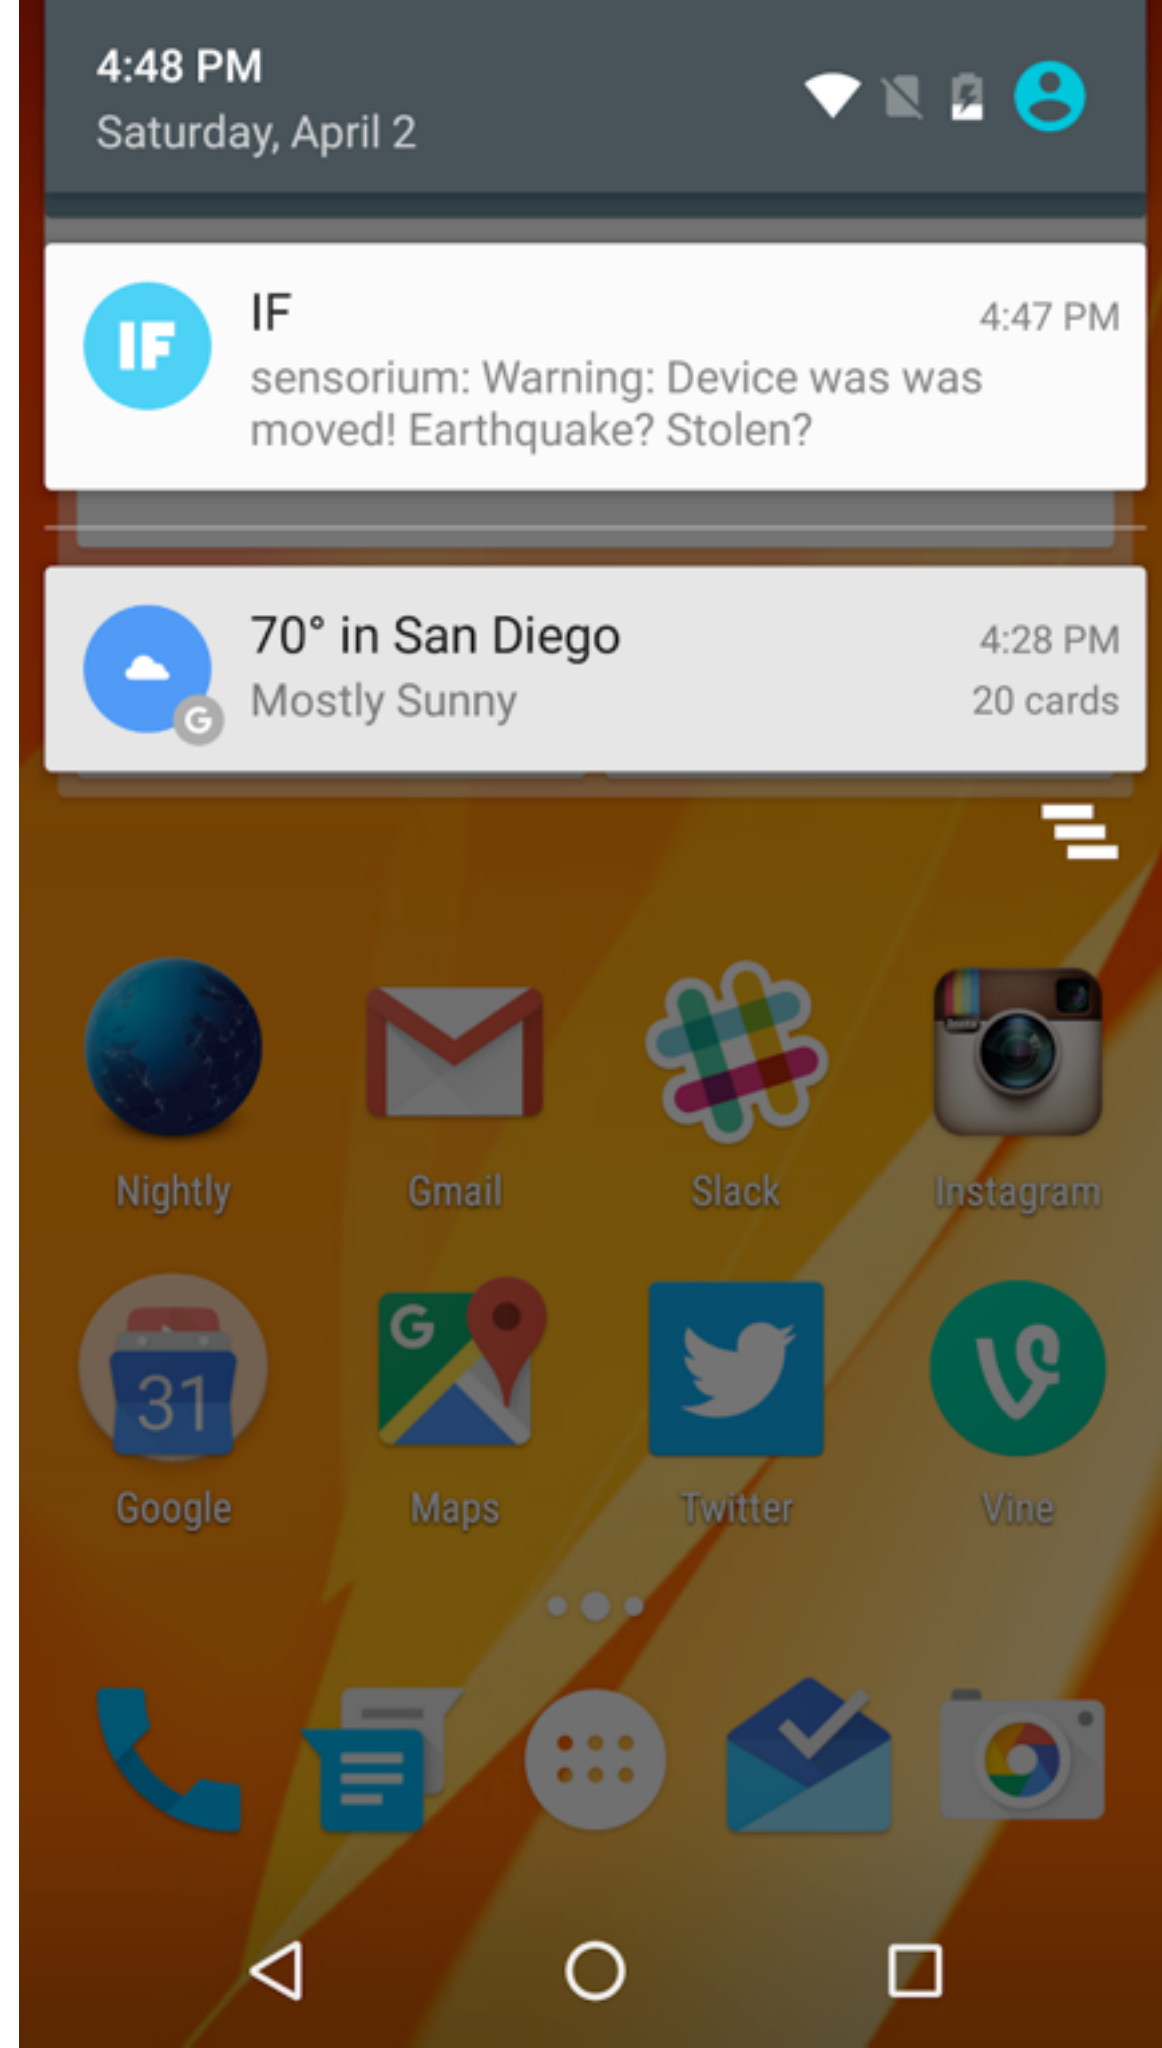 4:48 PM
Saturday, April 2
IF
IF
4:47 PM
sensorium: Warning: Device was was
moved! Earthquake? Stolen?
70° in San Diego
4:28 PM
G
Mostly Sunny
20 cards
Nightly
Gmail
Slack
Instagram
31
G
Google
Maps
Twitter
Vine